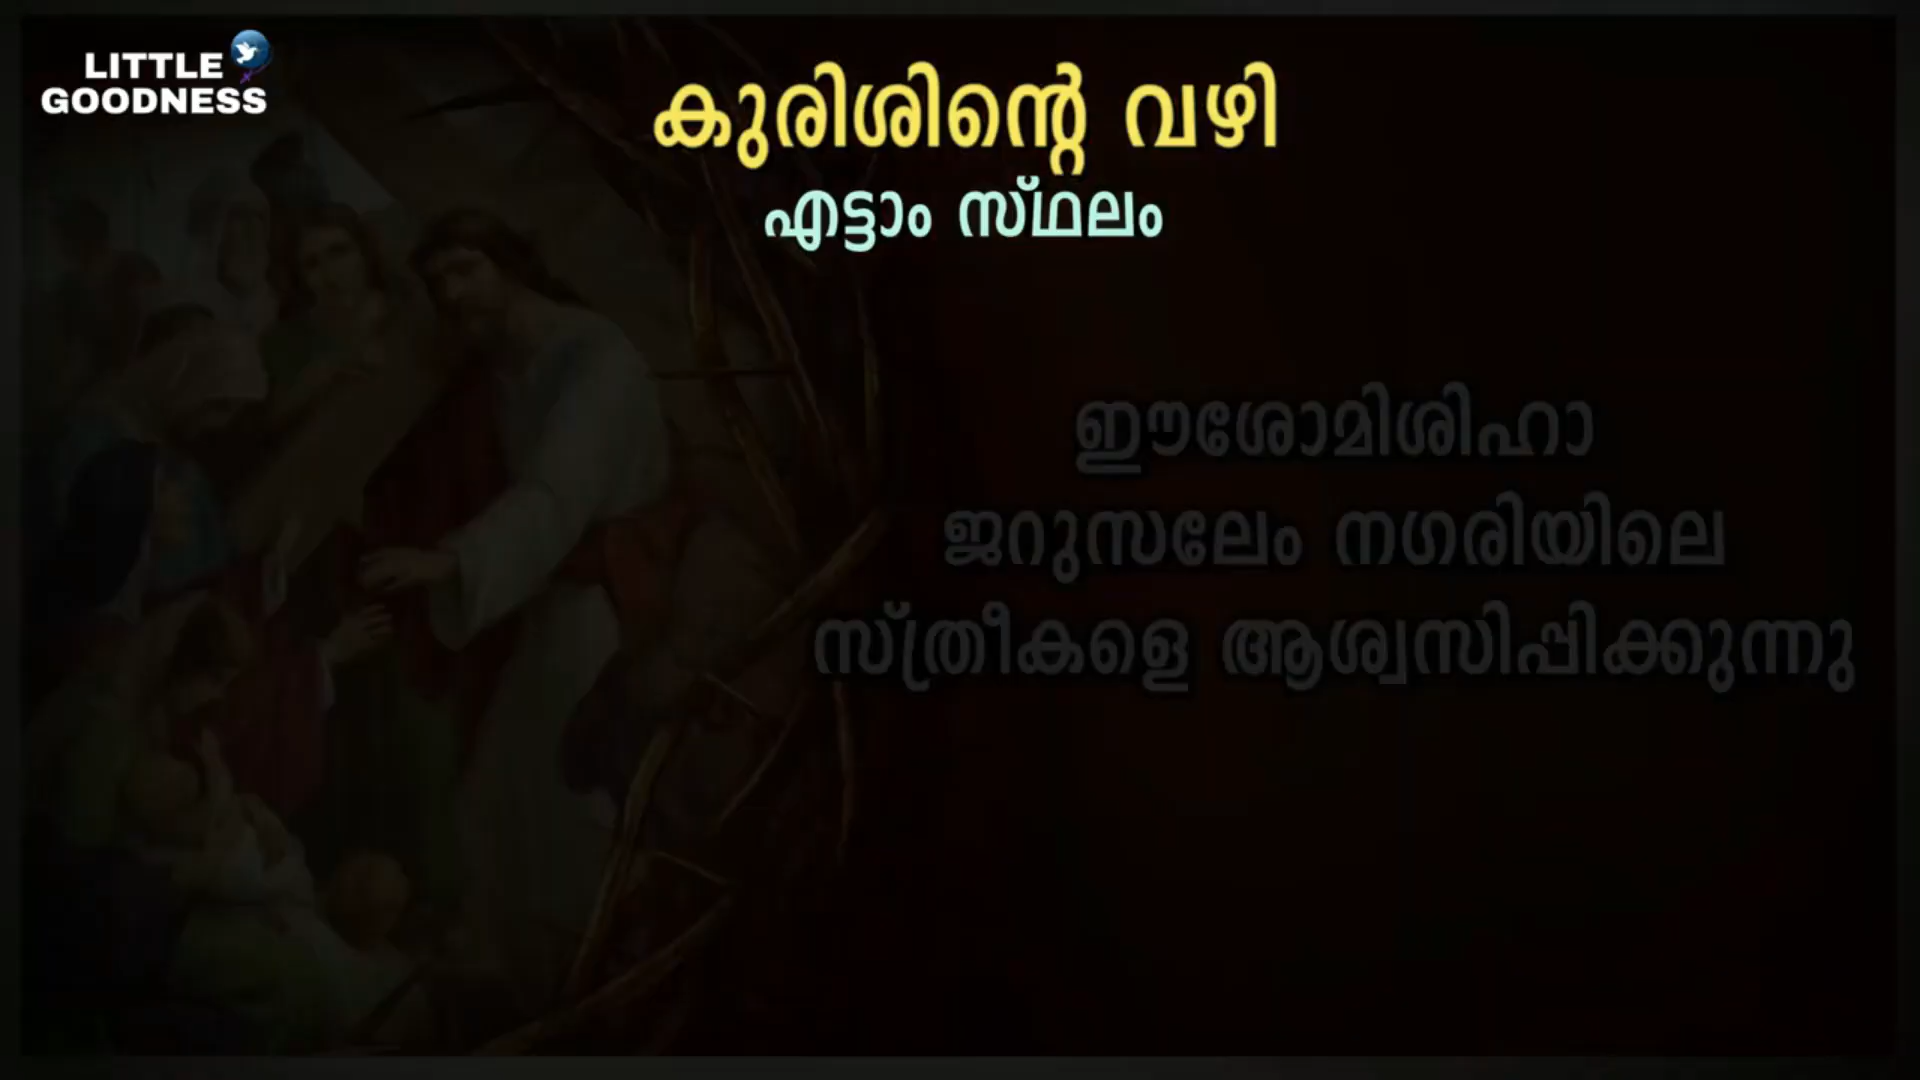 LITTLE
GOODNESS
കുരിശിന്റെ വഴി
എട്ടാം സ്ഥലം
ഈശോമിശിഹാ
ജറുസലേം നഗരിയിലെ
സ്ത്രീകളെ ആശ്വസിപ്പിക്കുന്നു